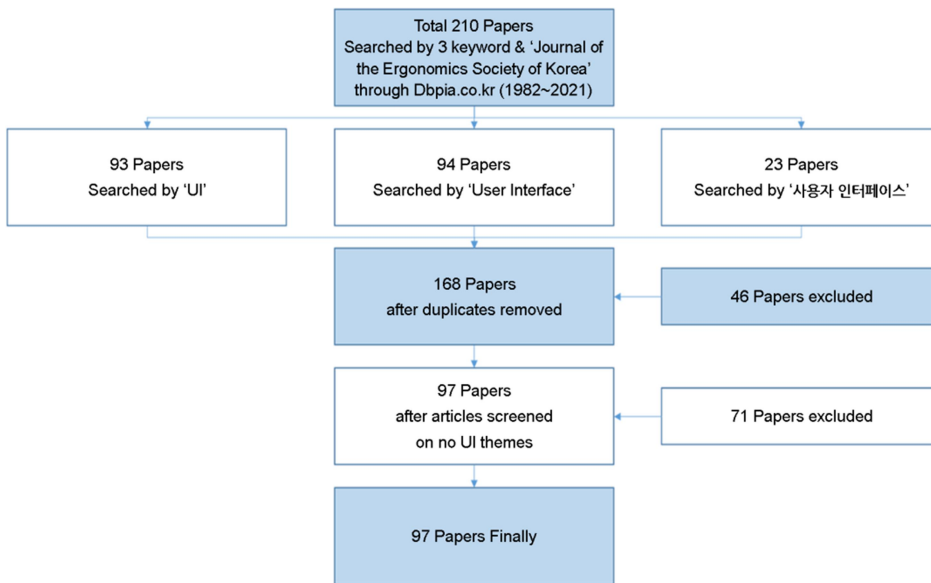 Total 210 Papers
Searched by 3 keyword & ‘Journal of
the Ergonomics Society of Korea’
through Dbpia.co.kr (1982~2021)
93 Papers
Searched by ‘UI’
94 Papers
Searched by ‘User Interface’
23 Papers
Searched by ‘사용자 인터페이스’
168 Papers
after duplicates removed
46 Papers excluded
97 Papers
after articles screened
on no UI themes
71 Papers excluded
97 Papers Finally